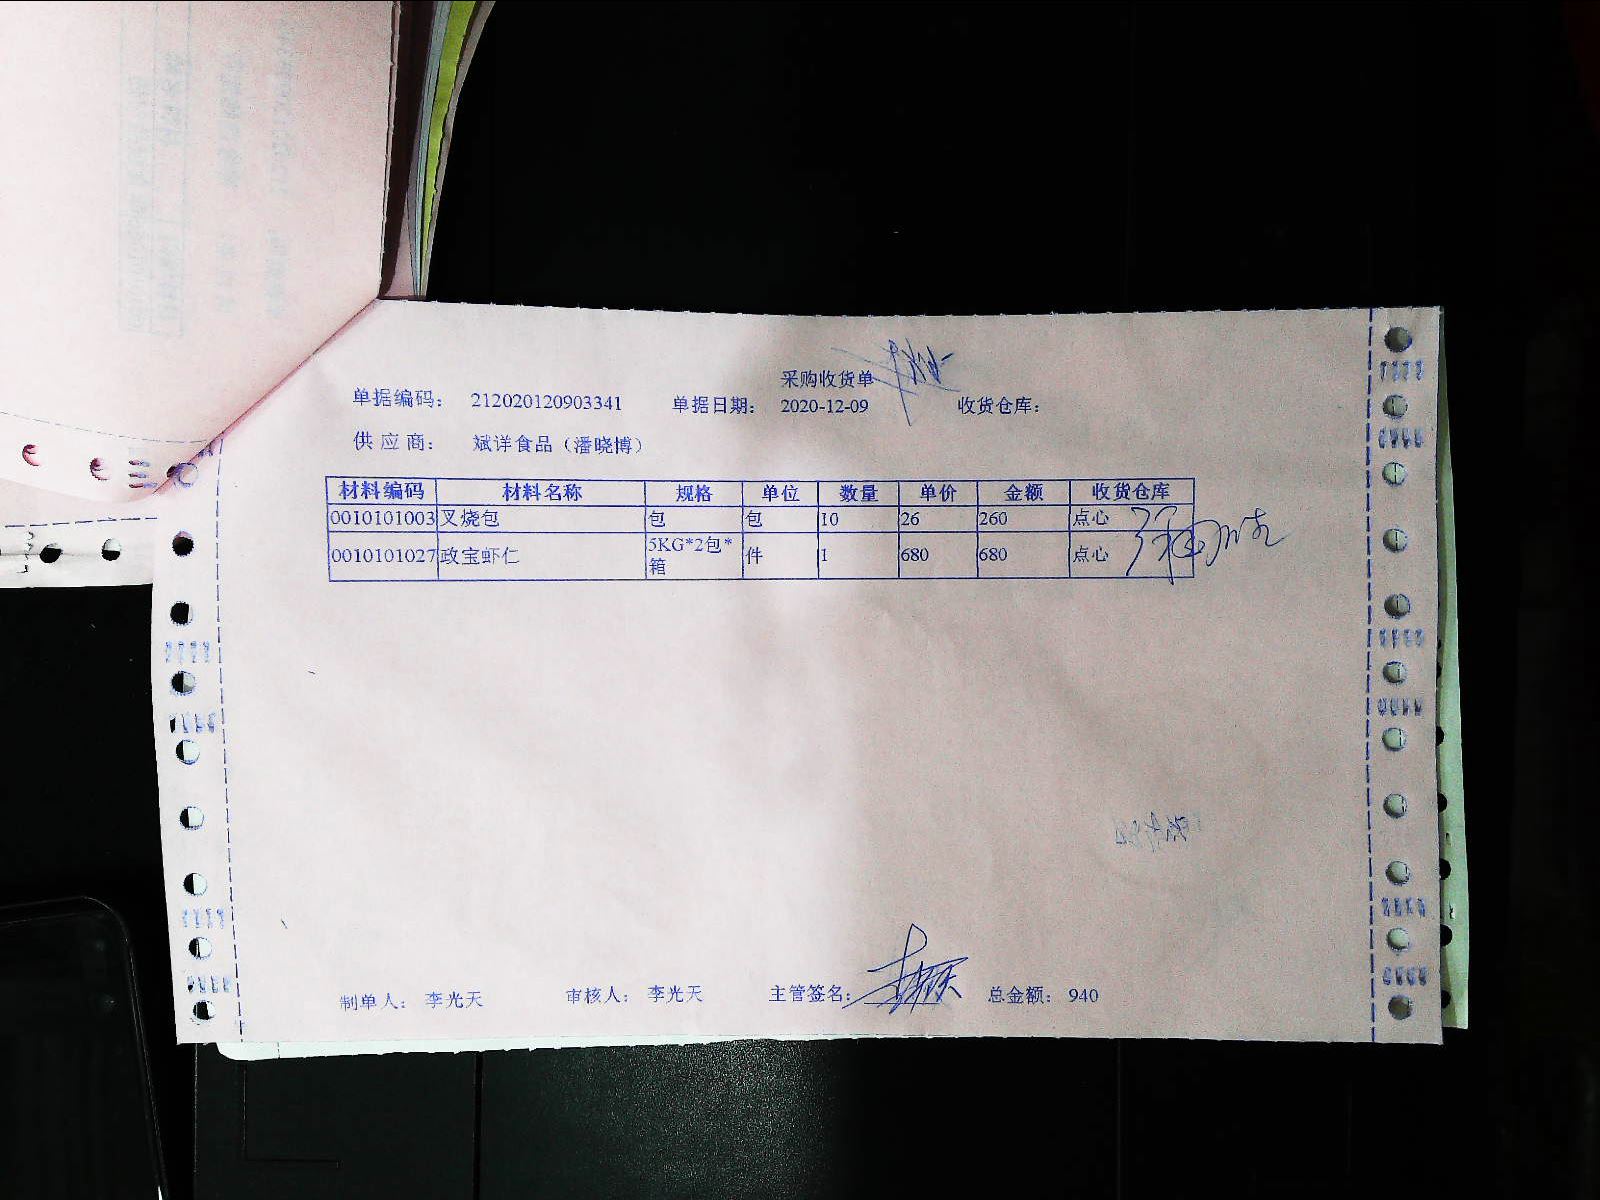 采购收货单
单据编码： 212020120903341 单据日期： 2020-12-09 收货仓库：
供 应 商： 斌洋食品（潘晓博）
材料编码 材料名称 规格 单位 数量 单价 金额 收货仓库
0010101003 叉烧包 包 包 10 26 260 点心
0010101027 政宝虾仁 5KG*2包*箱 件 1 680 680 点心
制单人： 李光天 审核人： 李光天 主管签名： 总金额： 940